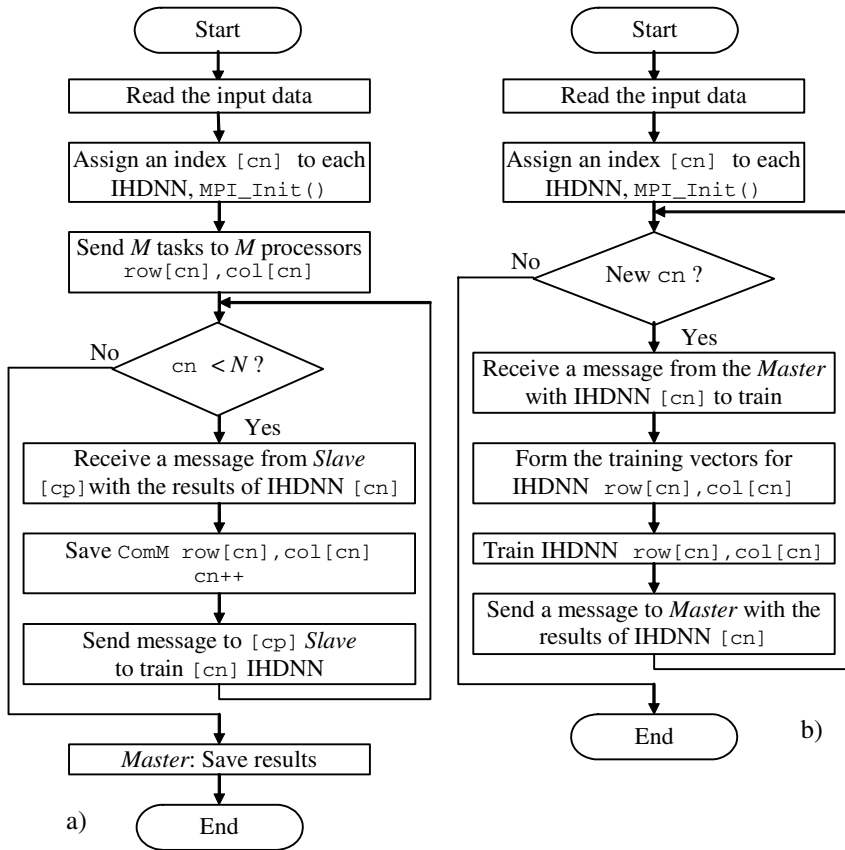 Start
Read the input data
Assign an index [cn] to each
IHDNN, MPI_Init()
Send M tasks to M processors
row[cn],col[cn]
No
cn < N ?
Yes
Receive a message from Slave
[cp]with the results of IHDNN [cn]
Save ComM row[cn],col[cn]
cn++
Send message to [cp] Slave
to train [cn] IHDNN
Master: Save results
a)
End
Start
Read the input data
Assign an index [cn] to each
IHDNN, MPI_Init()
No
New cn ?
Yes
Receive a message from the Master
with IHDNN [cn] to train
Form the training vectors for
IHDNN row[cn],col[cn]
Train IHDNN row[cn],col[cn]
Send a message to Master with the
results of IHDNN [cn]
End
b)